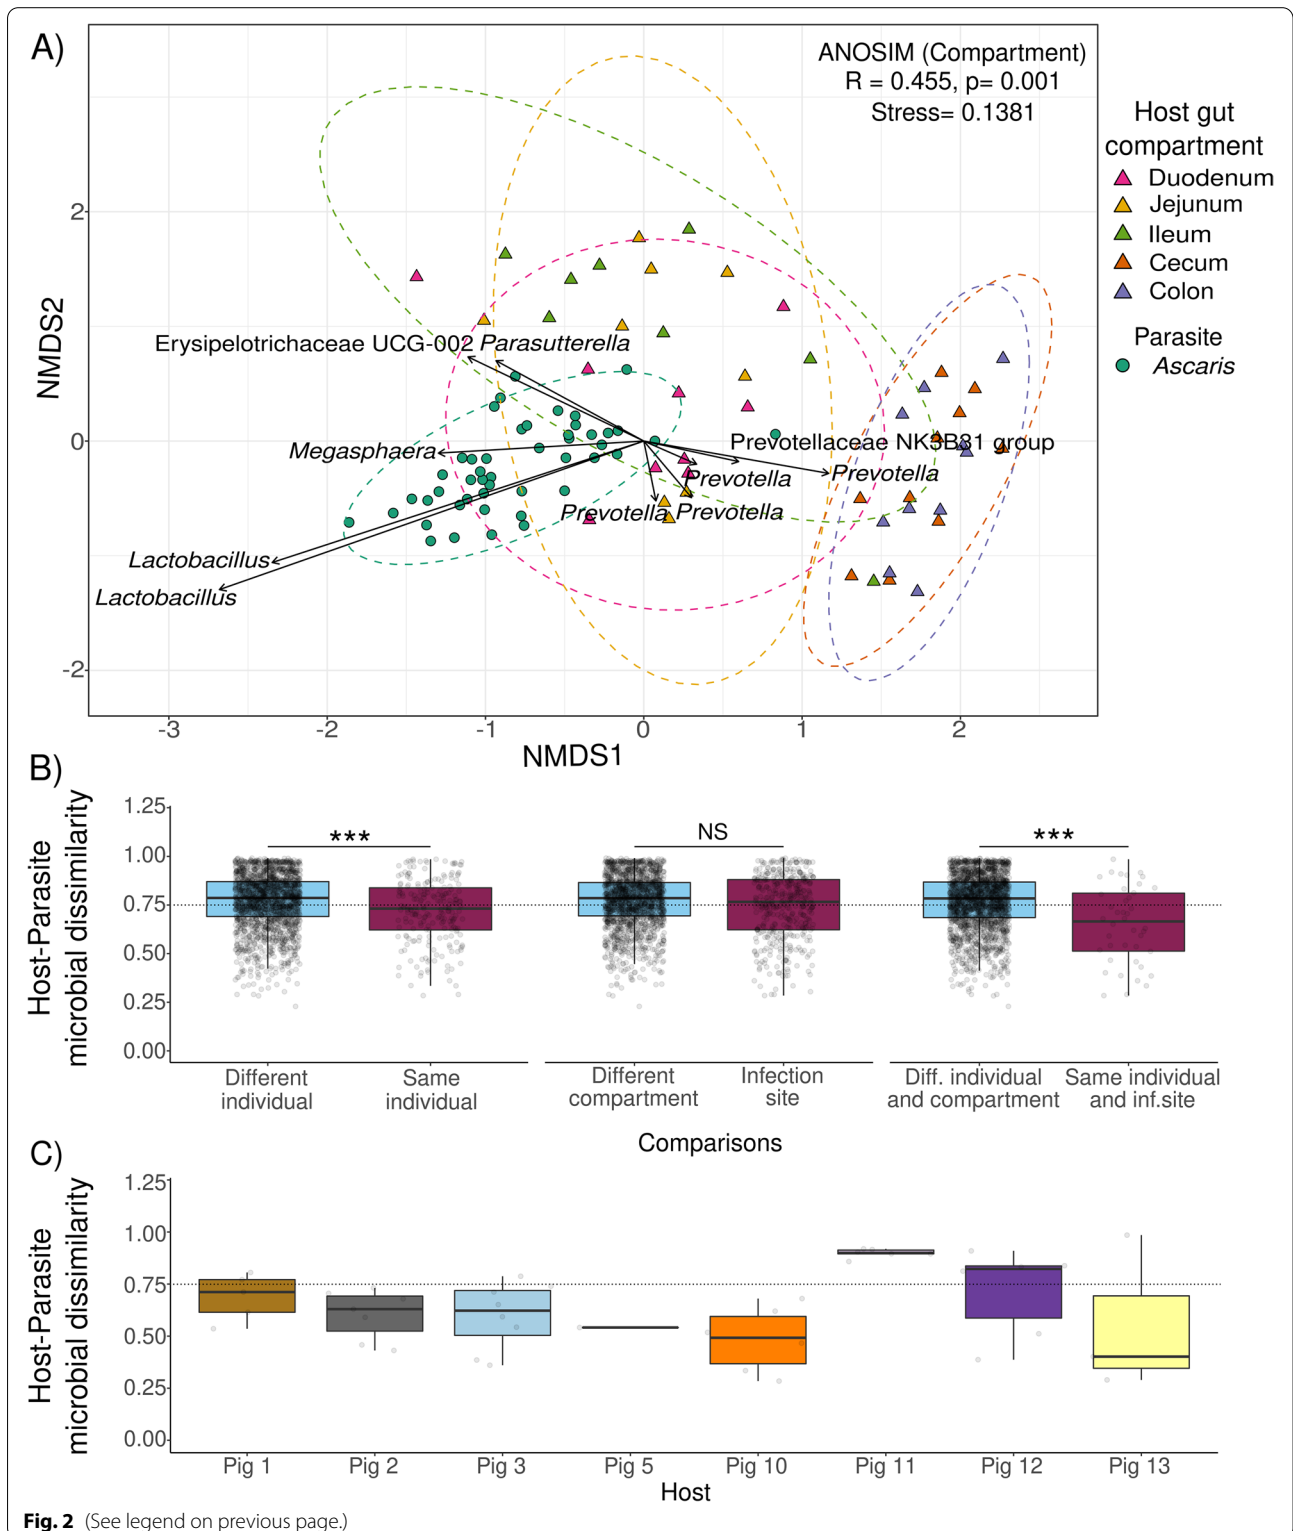 A)
ANOSIM (Compartment)
R = 0.455, p= 0.001
Stress= 0.1381
Host gut
compartment
Duodenum
Jejunum
Ileum
Cecum
Colon
Parasite
Ascaris
NMDS2
2
0
-2
Erysipelotrichaceae UCG-002
Parasutterella
Megasphaera
Prevotellaceae NK3B31 group
Prevotella
Prevotella
Prevotella
Prevotella
Lactobacillus
Lactobacillus
-3
-2
-1
0
1
2
NMDS1
B)
Host-Parasite
microbial dissimilarity
1.25
1.00
0.75
0.50
0.25
0.00
***
NS
***
Different
individual
Same
individual
Different
compartment
Infection
site
Diff. individual
and compartment
Same individual
and inf.site
Comparisons
C)
Host-Parasite
microbial dissimilarity
1.25
1.00
0.75
0.50
0.25
0.00
Pig 1
Pig 2
Pig 3
Pig 5
Pig 10
Pig 11
Pig 12
Pig 13
Host
Fig. 2 (See legend on previous page.)